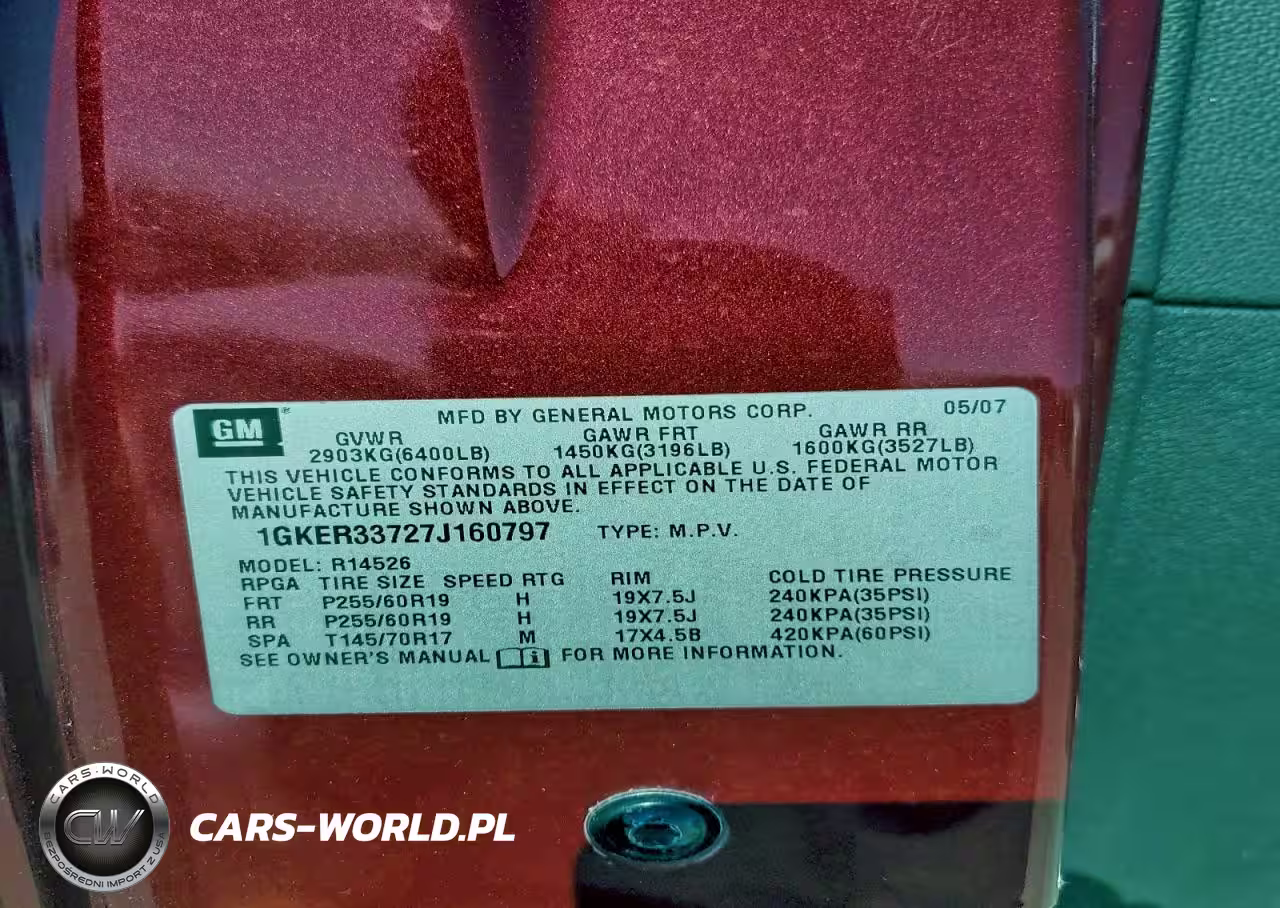 GM
MFD BY GENERAL MOTORS CORP. 05/07
GVWR GAWR FRT GAWR RR
2903KG(6400LB) 1450KG(3196LB) 1600KG(3527LB)
THIS VEHICLE CONFORMS TO ALL APPLICABLE U.S. FEDERAL MOTOR
VEHICLE SAFETY STANDARDS IN EFFECT ON THE DATE OF
MANUFACTURE SHOWN ABOVE.
1GKER33727J160797 TYPE: M.P.V.
MODEL: R14526
RPGA TIRE SIZE SPEED RTG RIM COLD TIRE PRESSURE
FRT P255/60R19 H 19X7.5J 240KPA(35PSI)
RR P255/60R19 H 19X7.5J 240KPA(35PSI)
SPA T145/70R17 M 17X4.5B 420KPA(60PSI)
SEE OWNER'S MANUAL i FOR MORE INFORMATION.
CARS-WORLD
CW
BEZPOŚREDNI IMPORT Z USA
CARS-WORLD.PL